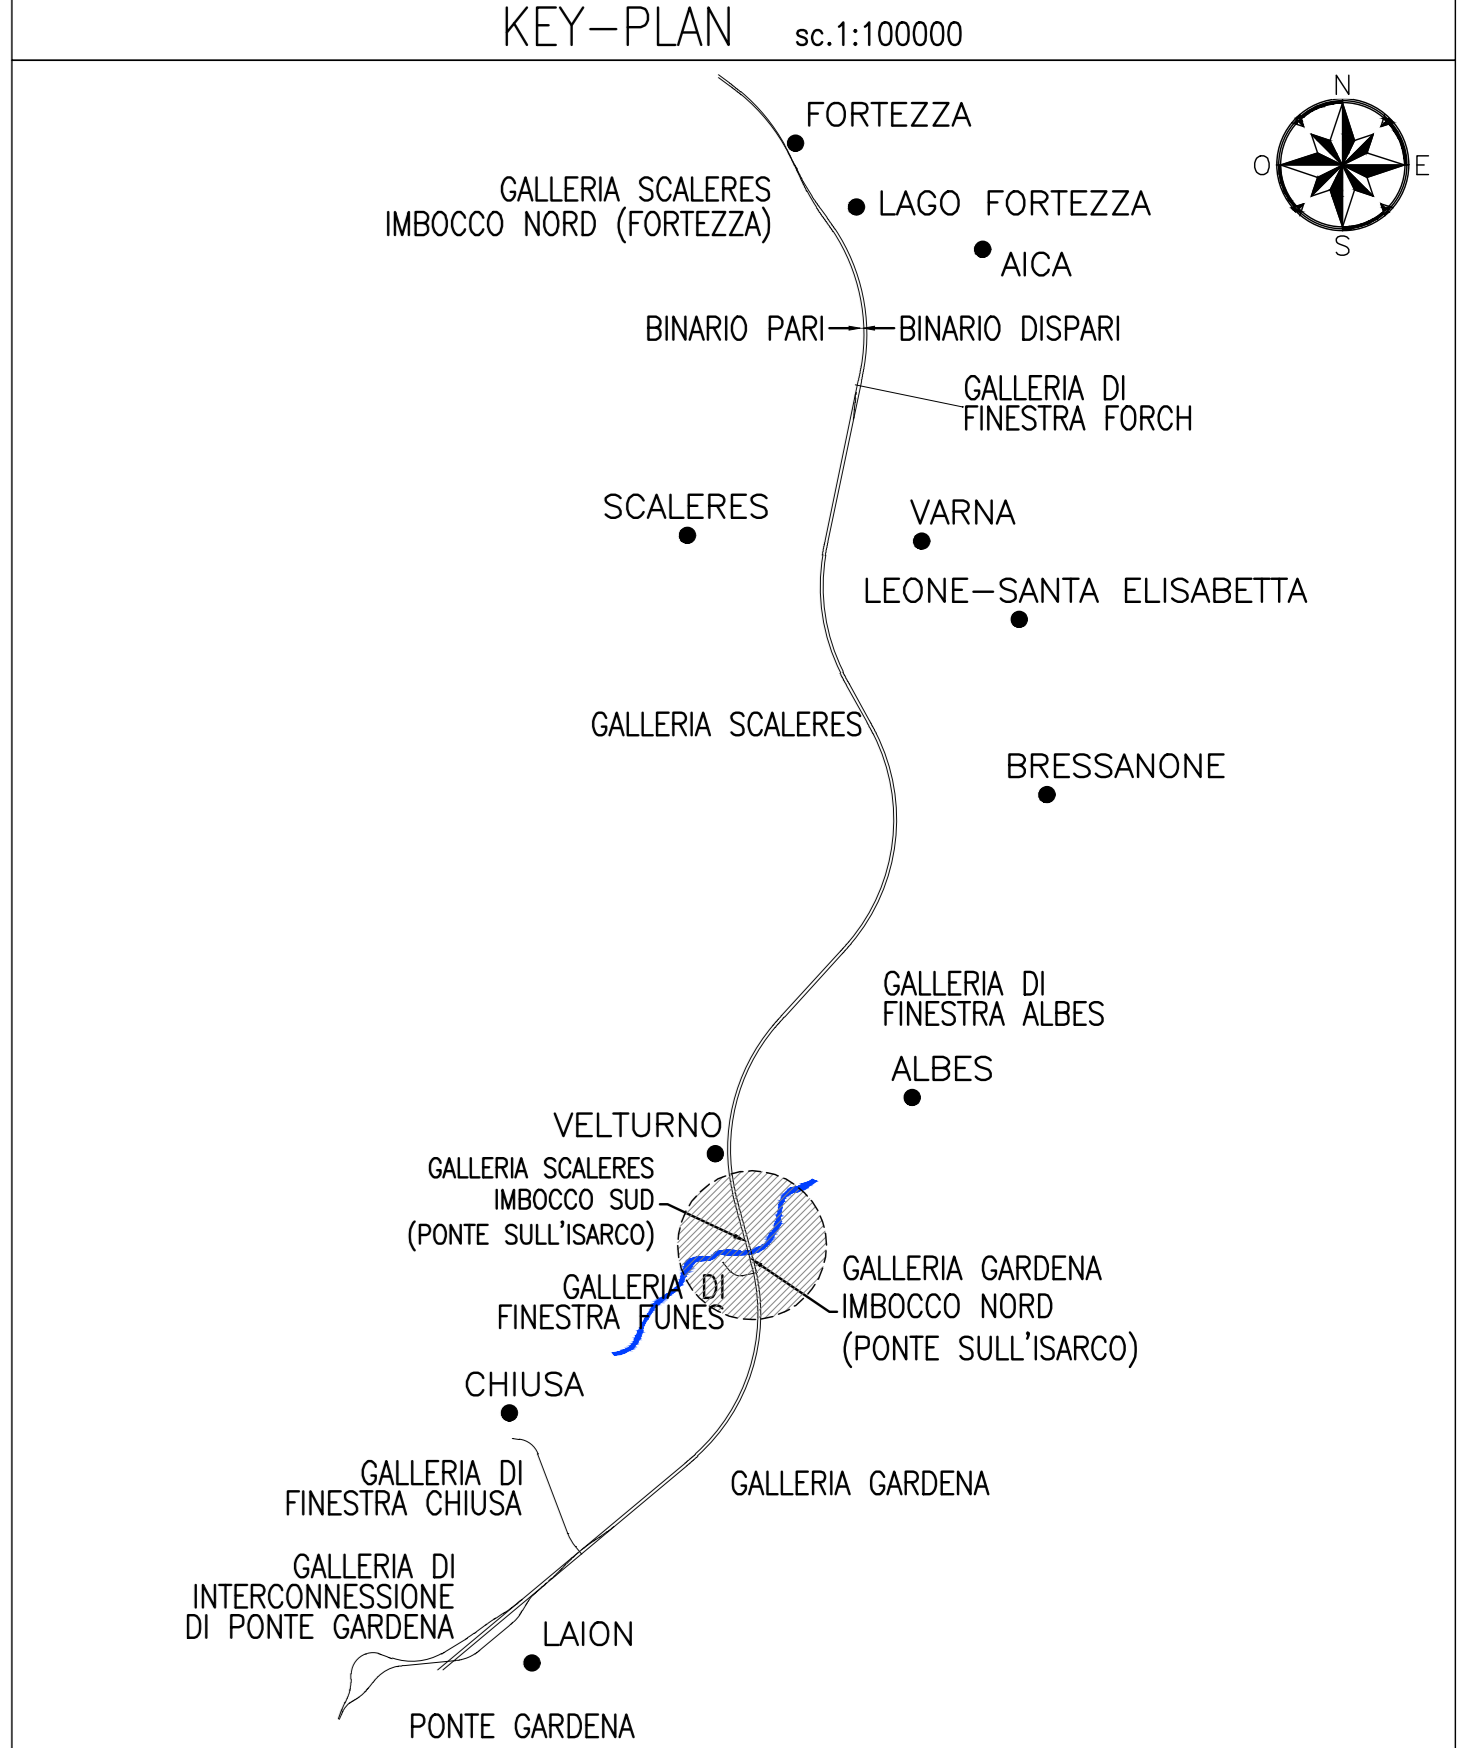 KEY-PLAN sc.1:100000
N
O E
S
FORTEZZA
GALLERIA SCALERES
IMBOCCO NORD (FORTEZZA)
LAGO FORTEZZA
AICA
BINARIO PARI
BINARIO DISPARI
GALLERIA DI
FINESTRA FORCH
SCALERES
VARNA
LEONE-SANTA ELISABETTA
GALLERIA SCALERES
BRESSANONE
GALLERIA DI
FINESTRA ALBES
ALBES
VELTURNO
GALLERIA SCALERES
IMBOCCO SUD
(PONTE SULL'ISARCO)
GALLERIA DI
FINESTRA FUNES
GALLERIA GARDENA
IMBOCCO NORD
(PONTE SULL'ISARCO)
CHIUSA
GALLERIA DI
FINESTRA CHIUSA
GALLERIA GARDENA
GALLERIA DI
INTERCONNESSIONE
DI PONTE GARDENA
LAION
PONTE GARDENA